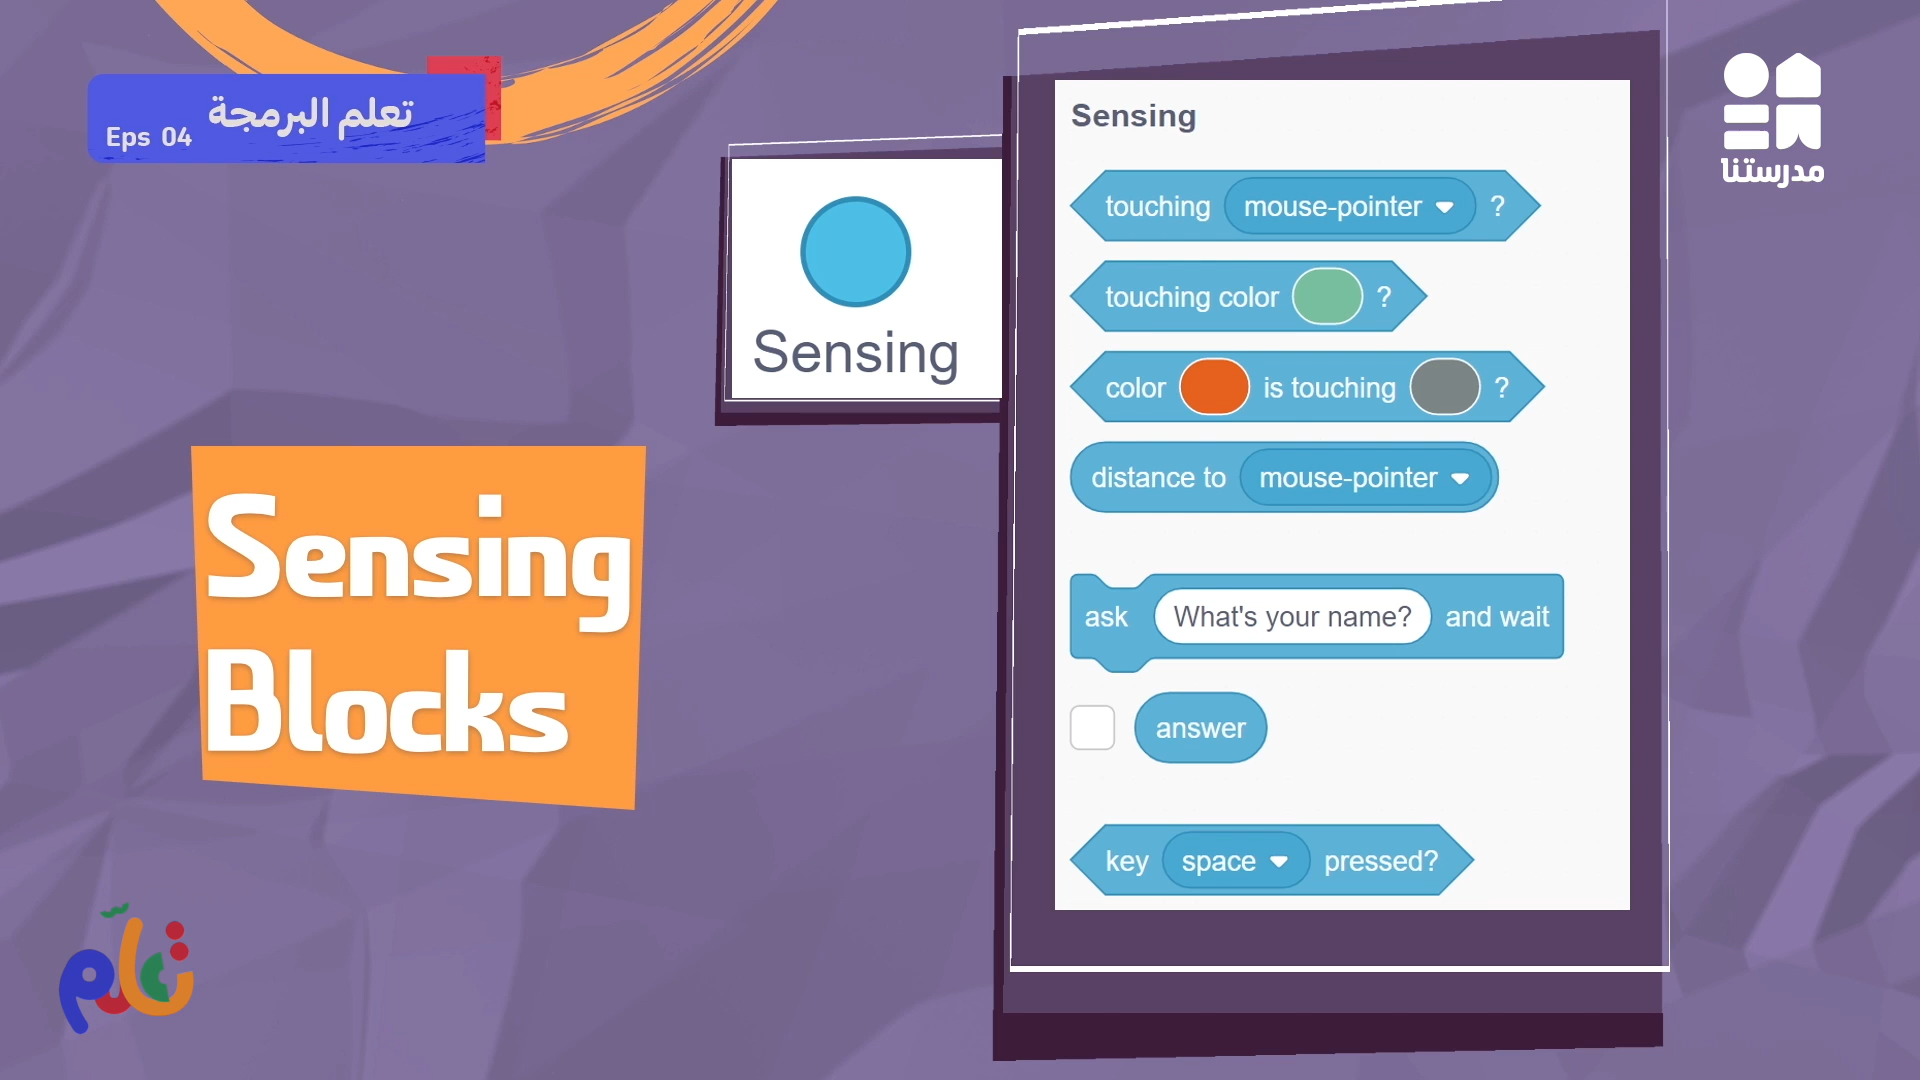 تعلم البرمجة
Eps 04
مدرستنا
Sensing
Sensing
Blocks
Sensing
touching mouse-pointer ?
touching color ?
color is touching ?
distance to mouse-pointer
ask What's your name? and wait
answer
key space pressed?
تعلم